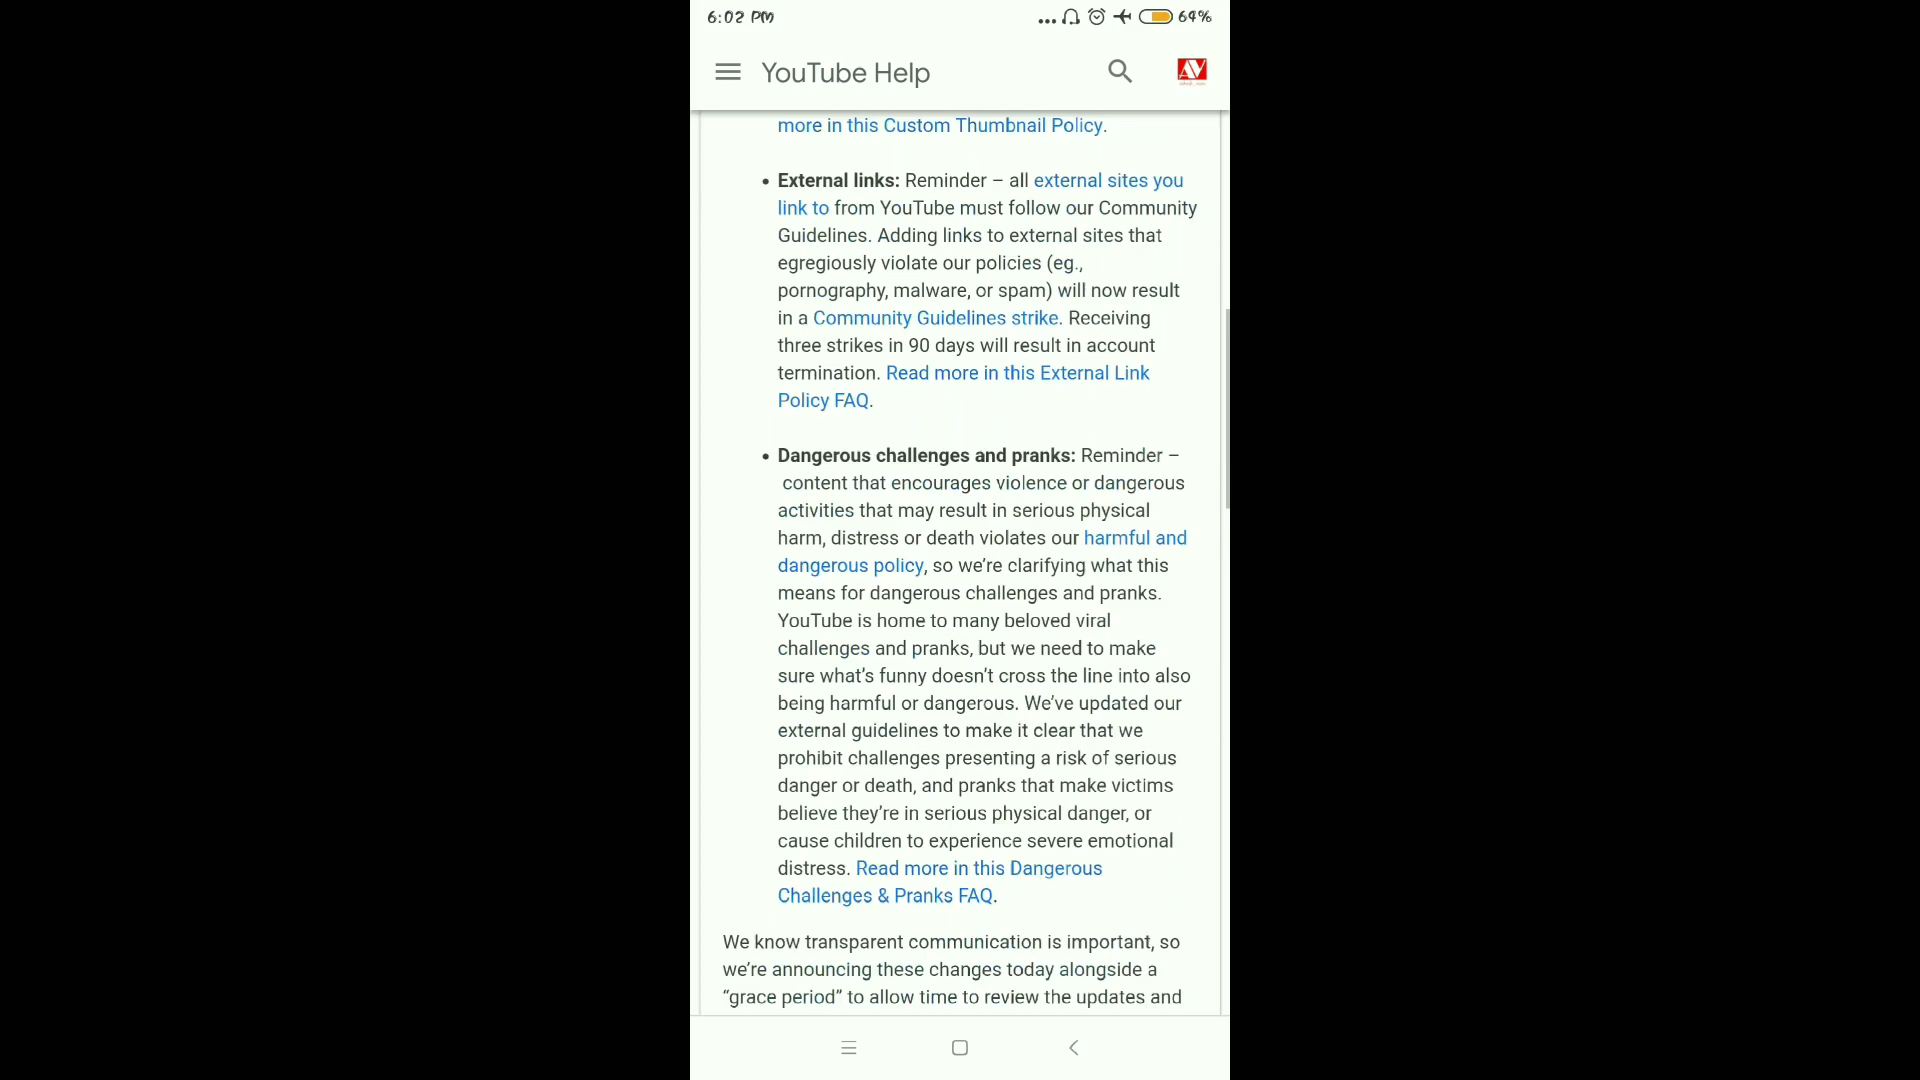 6:02 PM
64%
YouTube Help
AV
more in this Custom Thumbnail Policy.
• External links: Reminder – all external sites you
link to from YouTube must follow our Community
Guidelines. Adding links to external sites that
egregiously violate our policies (eg.,
pornography, malware, or spam) will now result
in a Community Guidelines strike. Receiving
three strikes in 90 days will result in account
termination. Read more in this External Link
Policy FAQ.
• Dangerous challenges and pranks: Reminder –
content that encourages violence or dangerous
activities that may result in serious physical
harm, distress or death violates our harmful and
dangerous policy, so we’re clarifying what this
means for dangerous challenges and pranks.
YouTube is home to many beloved viral
challenges and pranks, but we need to make
sure what’s funny doesn’t cross the line into also
being harmful or dangerous. We’ve updated our
external guidelines to make it clear that we
prohibit challenges presenting a risk of serious
danger or death, and pranks that make victims
believe they’re in serious physical danger, or
cause children to experience severe emotional
distress. Read more in this Dangerous
Challenges & Pranks FAQ.
We know transparent communication is important, so
we’re announcing these changes today alongside a
“grace period” to allow time to review the updates and